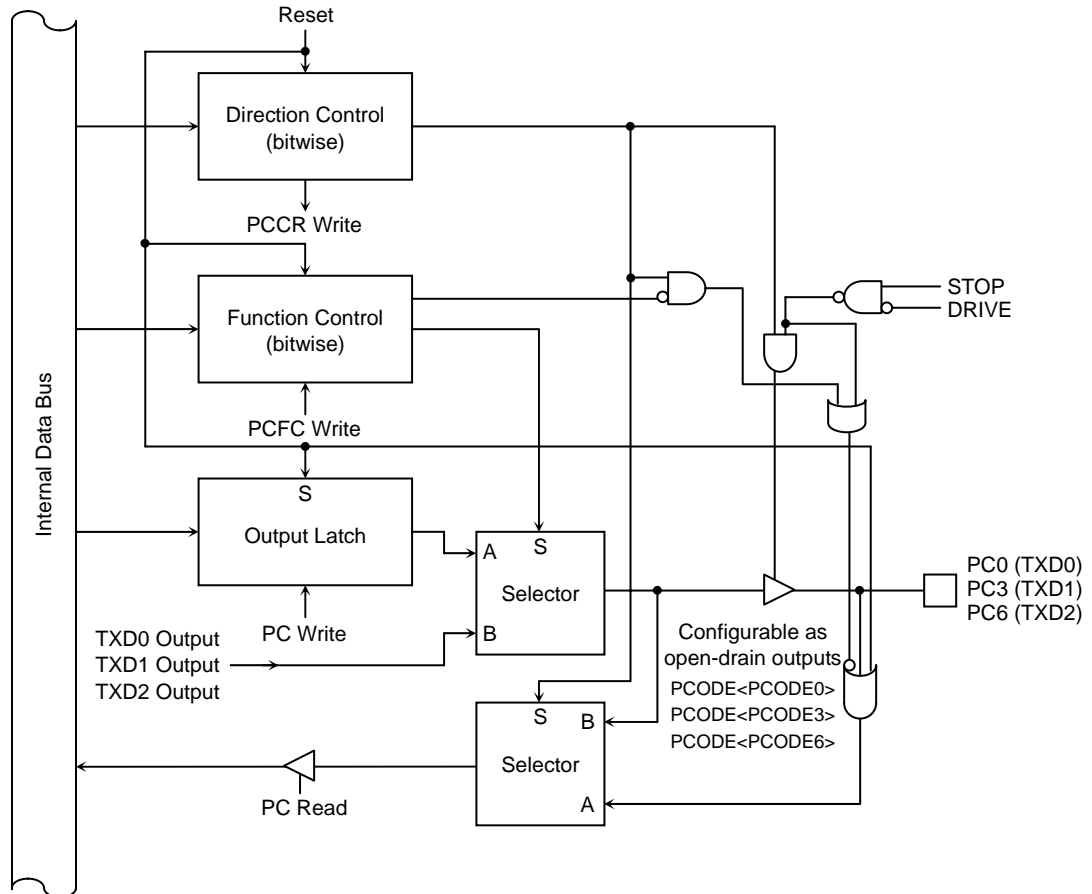 Reset
Direction Control
(bitwise)
PCCR Write
Function Control
(bitwise)
STOP
DRIVE
PCFC Write
Internal Data Bus
S
Output Latch
A
S
Selector
B
PC Write
TXD0 Output
TXD1 Output
TXD2 Output
PC0 (TXD0)
PC3 (TXD1)
PC6 (TXD2)
Configurable as
open-drain outputs
PCODE<PCODE0>
PCODE<PCODE3>
PCODE<PCODE6>
S
B
Selector
A
PC Read